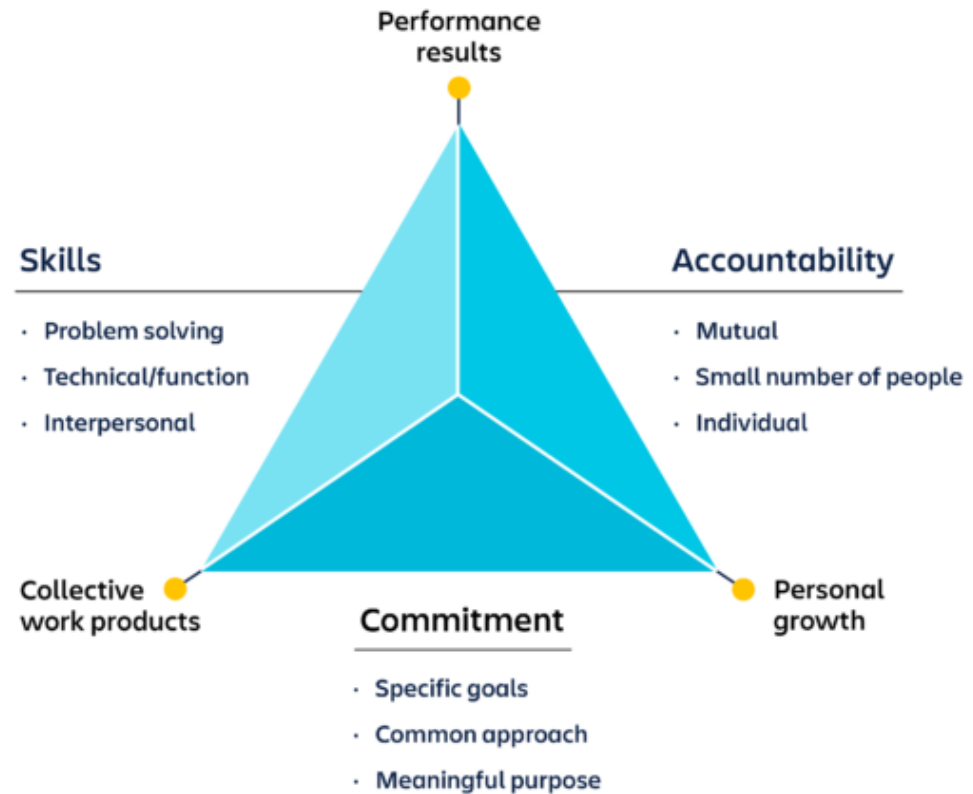 Performance
results
Skills
· Problem solving
· Technical/function
· Interpersonal
Accountability
· Mutual
· Small number of people
· Individual
Collective
work products
Personal
growth
Commitment
· Specific goals
· Common approach
· Meaningful purpose